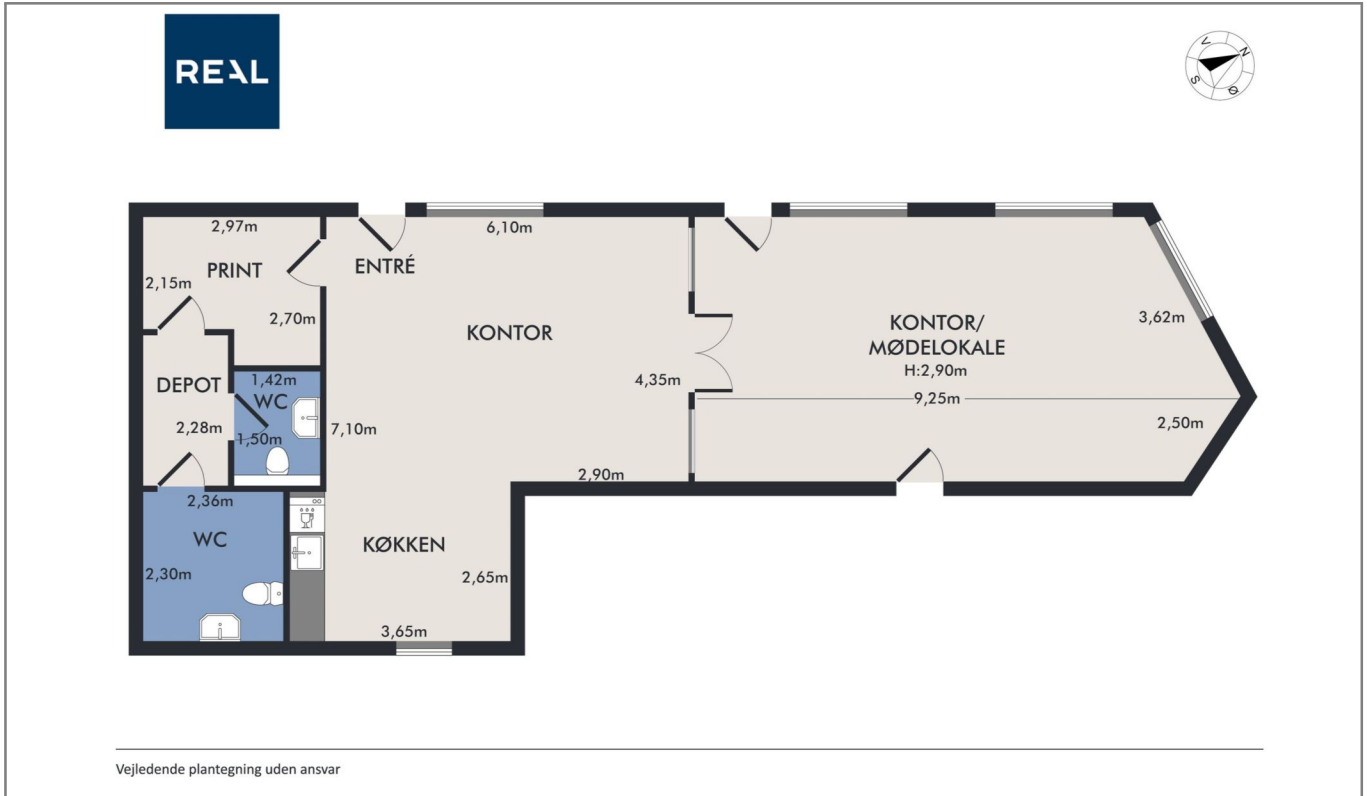 REAL
V
N
S
Ø
2,97m
6,10m
PRINT
ENTRÉ
2,15m
2,70m
KONTOR
KONTOR/
MØDELOKALE
H:2,90m
3,62m
DEPOT
1,42m
WC
4,35m
9,25m
2,28m
1,50m
7,10m
2,50m
2,90m
2,36m
WC
KØKKEN
2,30m
2,65m
3,65m
Vejledende plantegning uden ansvar